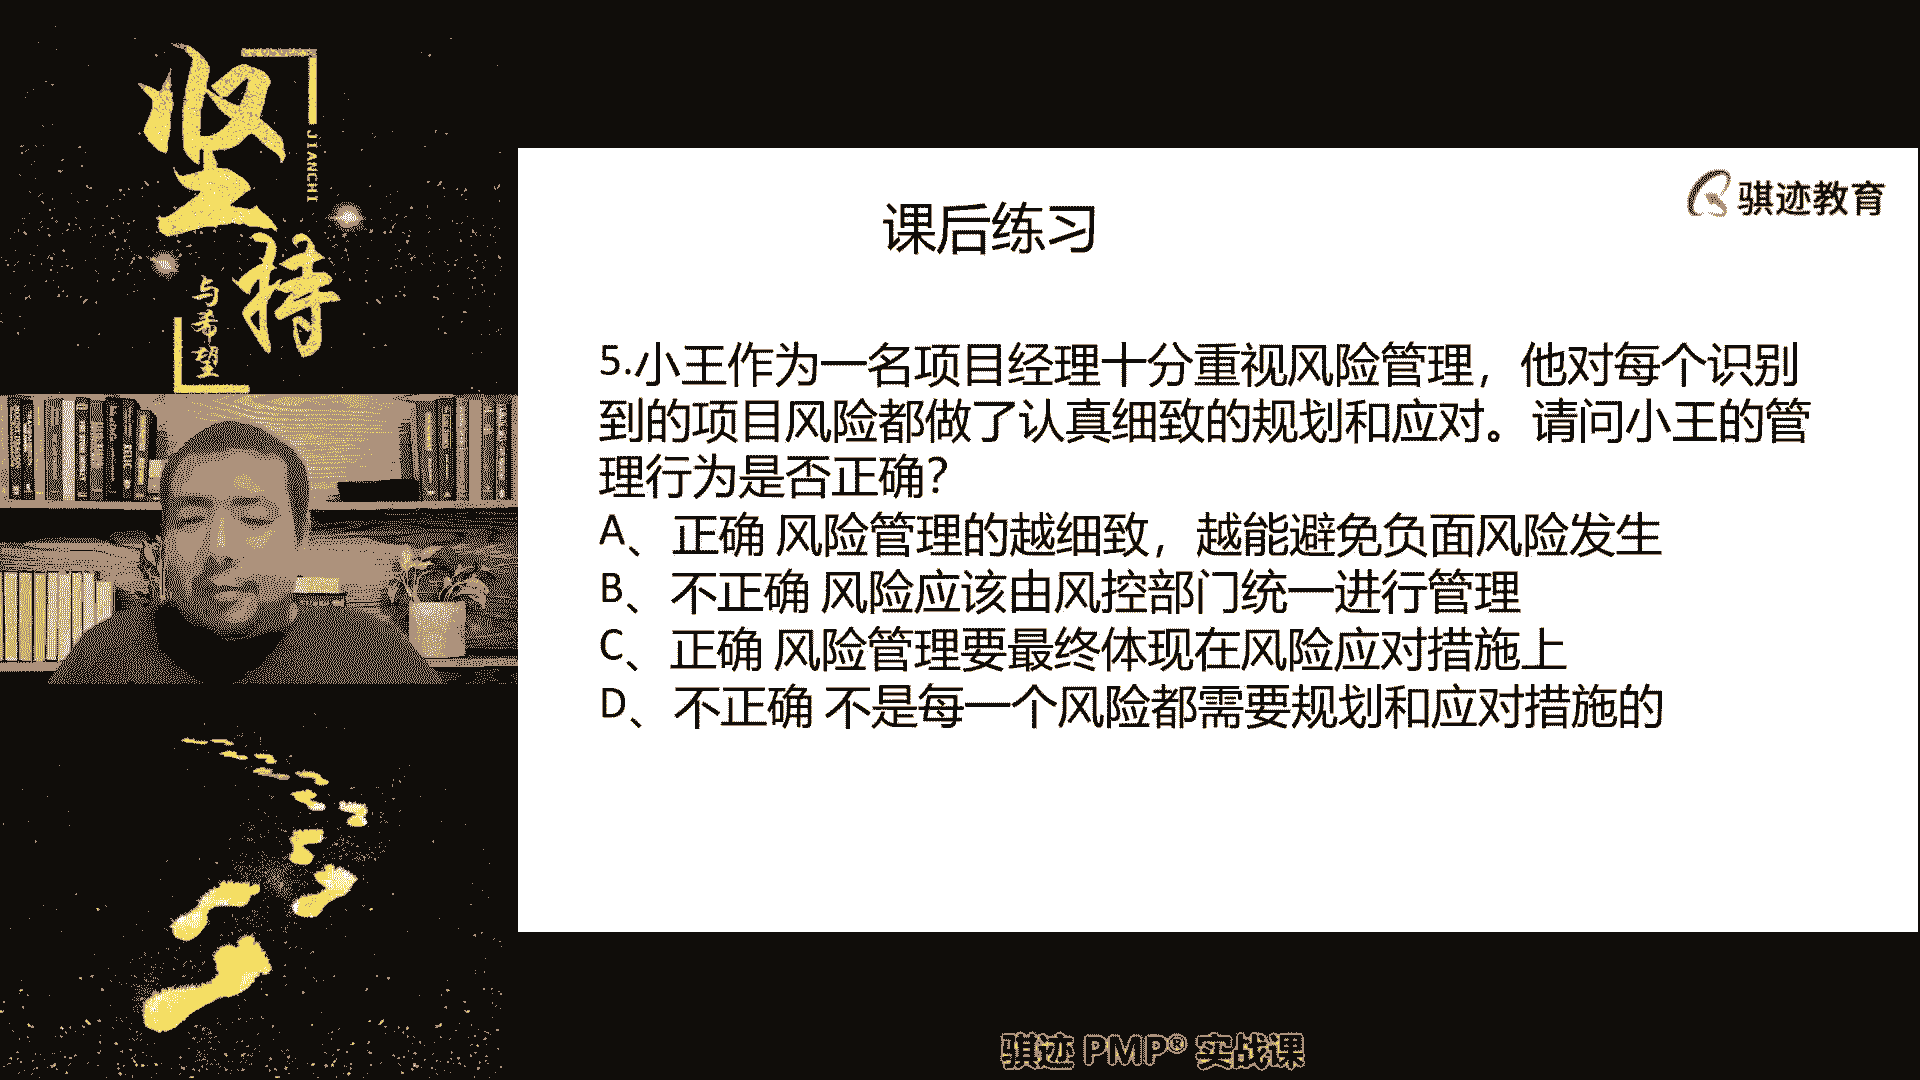 坚持
JIANCHI
与希望
骐迹教育
课后练习
5.小王作为一名项目经理十分重视风险管理，他对每个识别
到的项目风险都做了认真细致的规划和应对。请问小王的管
理行为是否正确？
A、正确 风险管理的越细致，越能避免负面风险发生
B、不正确 风险应该由风控部门统一进行管理
C、正确 风险管理要最终体现在风险应对措施上
D、不正确 不是每一个风险都需要规划和应对措施的
骐迹 PMP® 实战课